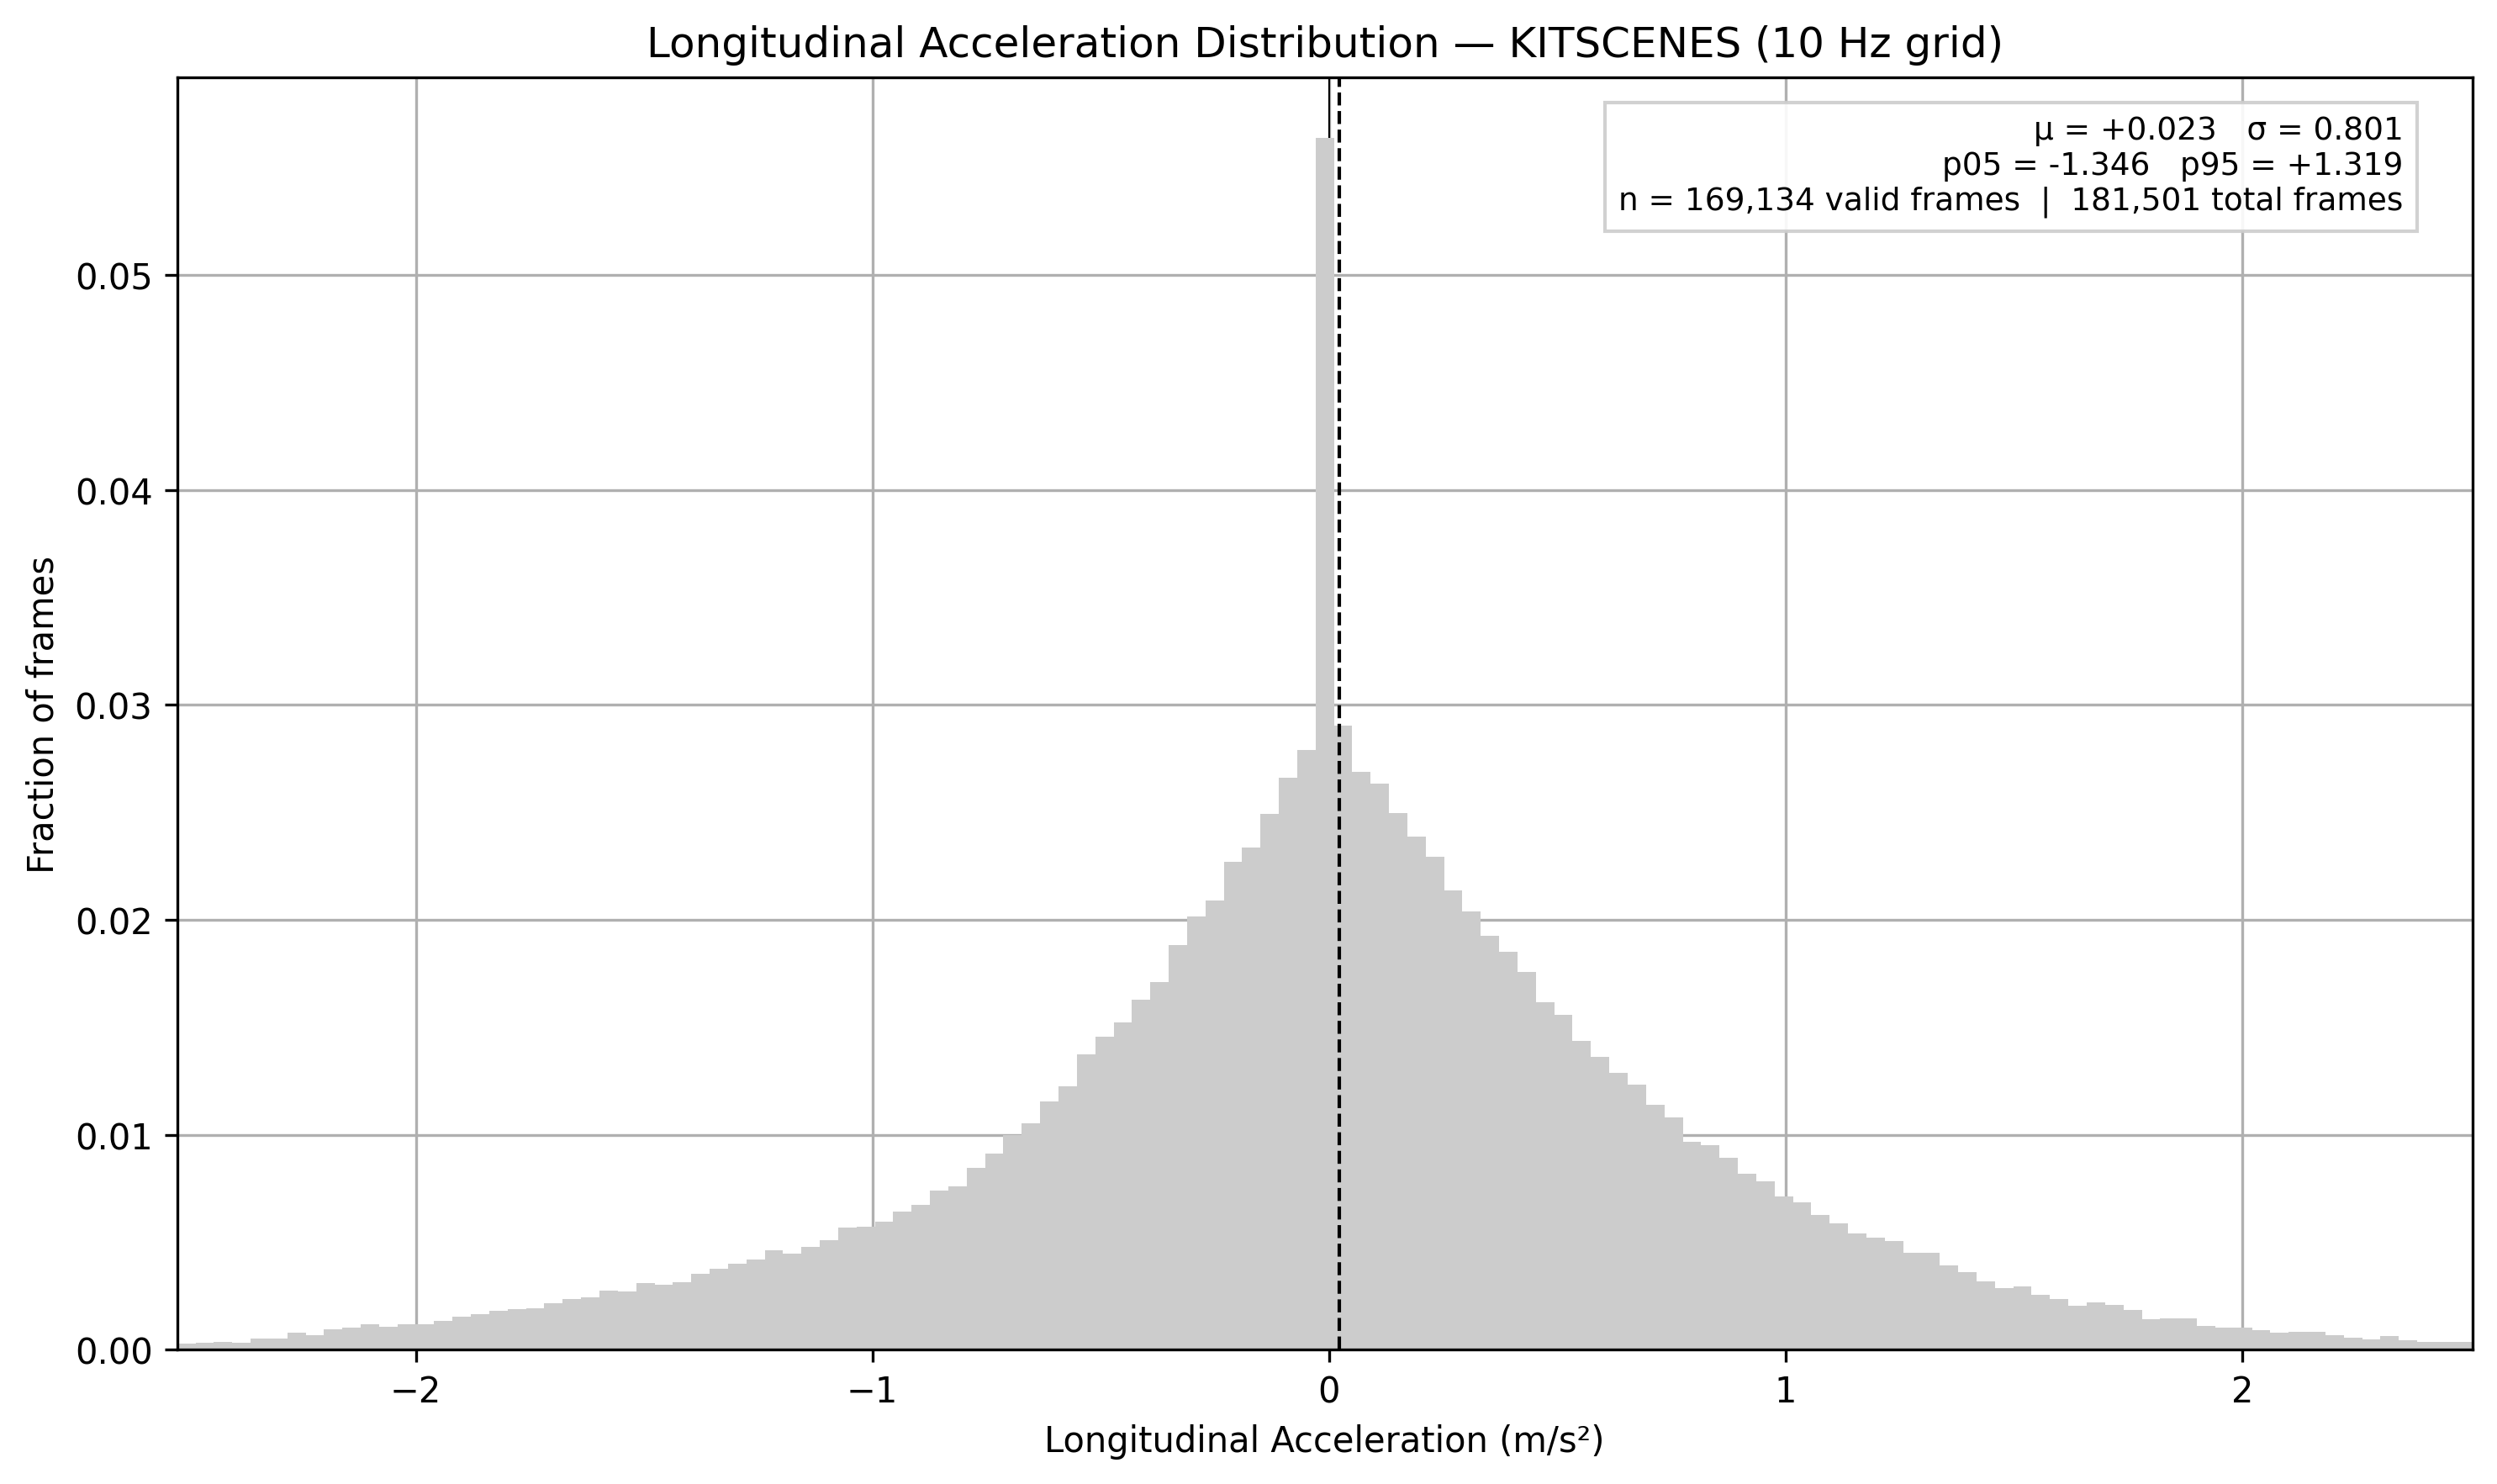 Longitudinal Acceleration Distribution — KITSCENES (10 Hz grid)
μ = +0.023   σ = 0.801
p05 = -1.346   p95 = +1.319
n = 169,134 valid frames  |  181,501 total frames
Fraction of frames
0.05
0.04
0.03
0.02
0.01
0.00
−2
−1
0
1
2
Longitudinal Acceleration (m/s²)